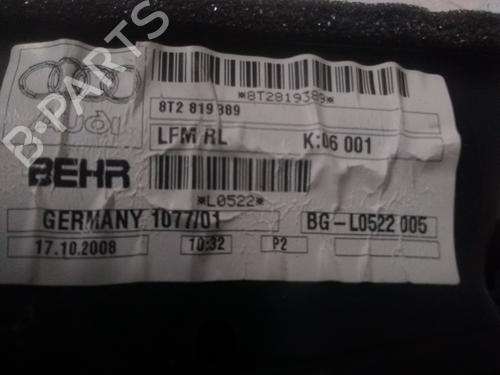 *8T2819389*
AUDI
8T2 819 389
LFM RL K:06 001
BEHR
*L0522*
GERMANY 1077/01 BG-L0522 005
17.10.2008 10:32 P2
B-PARTS